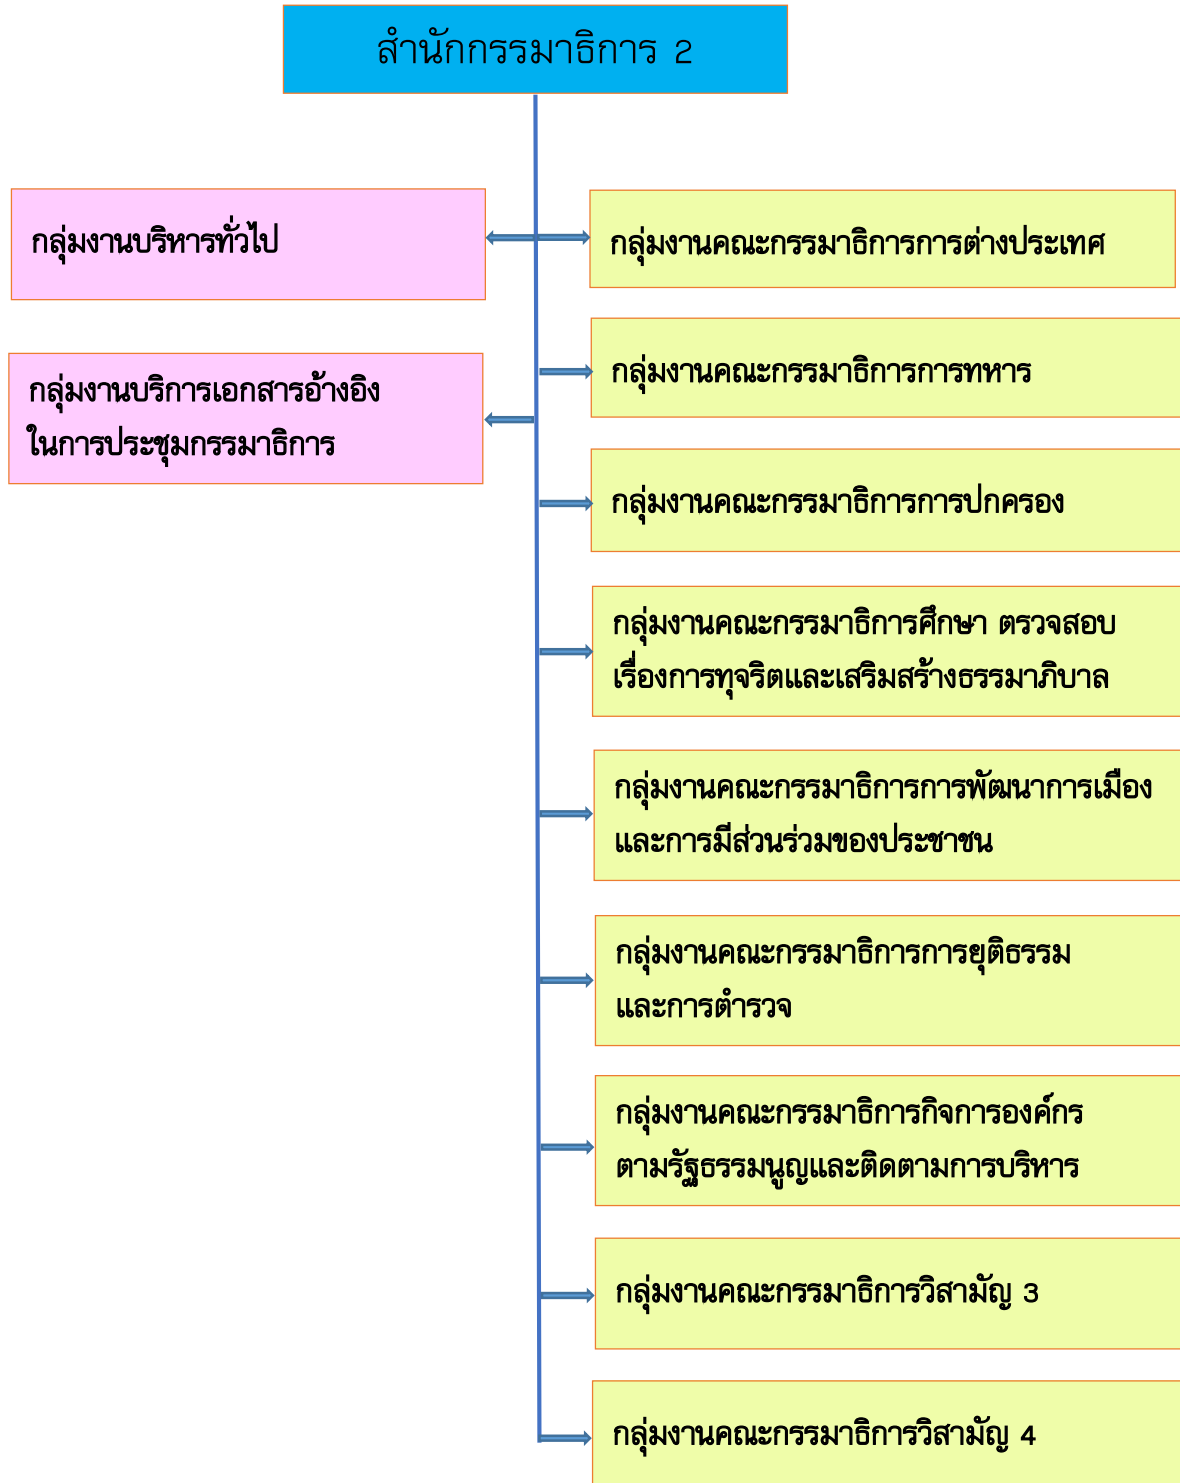 สำนักกรรมาธิการ 2
กลุ่มงานบริหารทั่วไป
กลุ่มงานบริการเอกสารอ้างอิง
ในการประชุมกรรมาธิการ
กลุ่มงานคณะกรรมาธิการการต่างประเทศ
กลุ่มงานคณะกรรมาธิการการทหาร
กลุ่มงานคณะกรรมาธิการการปกครอง
กลุ่มงานคณะกรรมาธิการศึกษา ตรวจสอบ
เรื่องการทุจริตและเสริมสร้างธรรมาภิบาล
กลุ่มงานคณะกรรมาธิการการพัฒนาการเมือง
และการมีส่วนร่วมของประชาชน
กลุ่มงานคณะกรรมาธิการการยุติธรรม
และการตำรวจ
กลุ่มงานคณะกรรมาธิการกิจการองค์กร
ตามรัฐธรรมนูญและติดตามการบริหาร
กลุ่มงานคณะกรรมาธิการวิสามัญ 3
กลุ่มงานคณะกรรมาธิการวิสามัญ 4